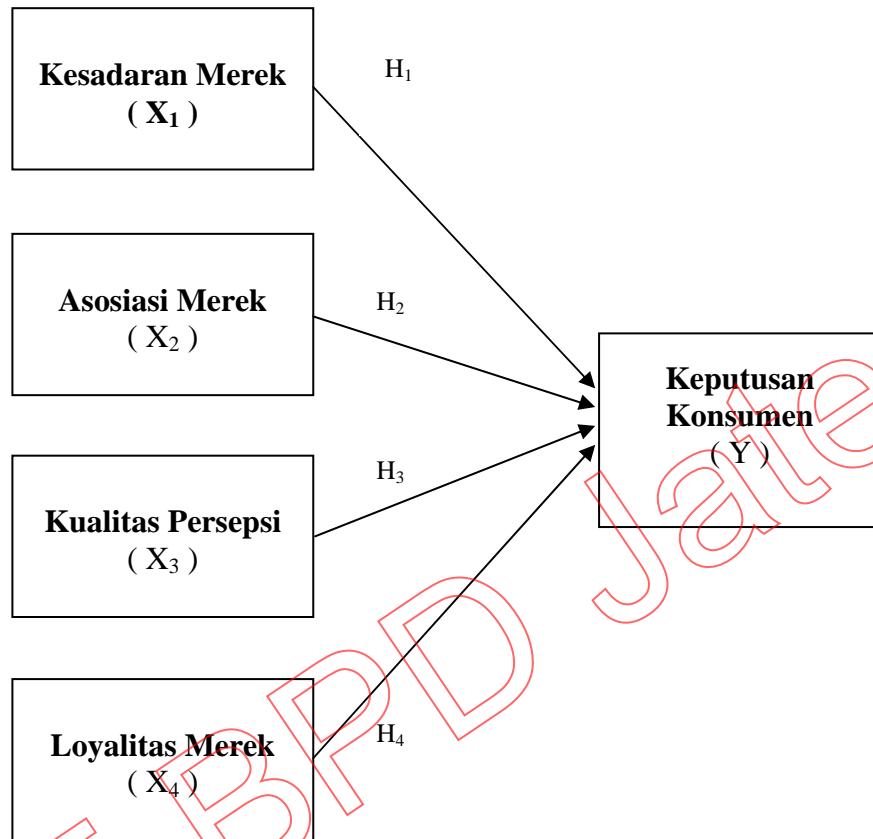 Kesadaran Merek
( X₁ )
H₁
Asosiasi Merek
( X₂ )
H₂
Keputusan
Konsumen
( Y )
Kualitas Persepsi
( X₃ )
H₃
Loyalitas Merek
( X₄ )
H₄
BPD Jate